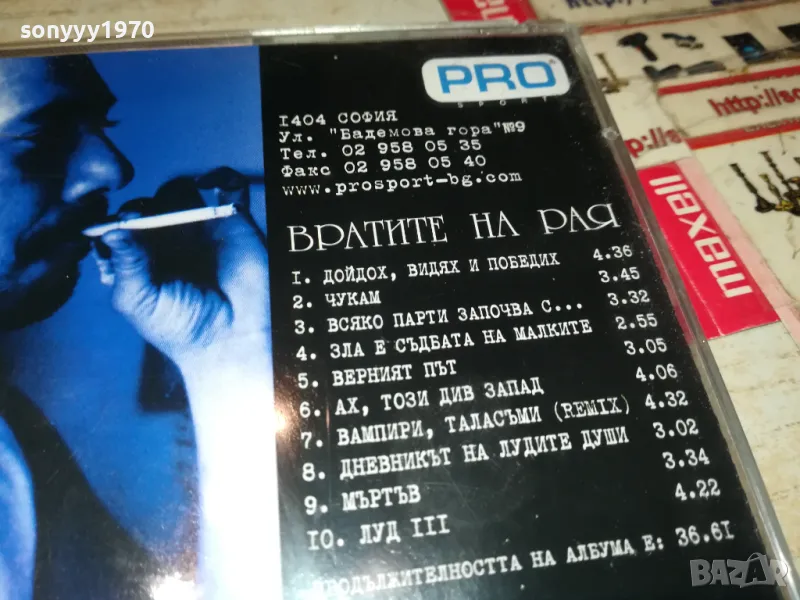 sonyyy1970
PRO
SPORT
1404 СОФИЯ
Ул. "Бадемова гора"№9
Тел. 02 958 05 35
Факс 02 958 05 40
www.prosport-bg.com
ВРАТИТЕ НА РАЯ
1. ДОЙДОХ, ВИДЯХ И ПОБЕДИХ 4.36
2. ЧУКАМ 3.45
3. ВСЯКО ПАРТИ ЗАПОЧВА С... 3.32
4. ЗЛА Е СЪДБАТА НА МАЛКИТЕ 2.55
5. ВЕРНИЯТ ПЪТ 3.05
6. АХ, ТОЗИ ДИВ ЗАПАД 4.06
7. ВАМПИРИ, ТАЛАСЪМИ (REMIX) 4.32
8. ДНЕВНИКЪТ НА ЛУДИТЕ ДУШИ 3.02
9. МЪРТЪВ 3.34
10. ЛУД III 4.22
ПРОДЪЛЖИТЕЛНОСТТА НА АЛБУМА Е: 36.61
maxell
http://
http://so
BAZAR